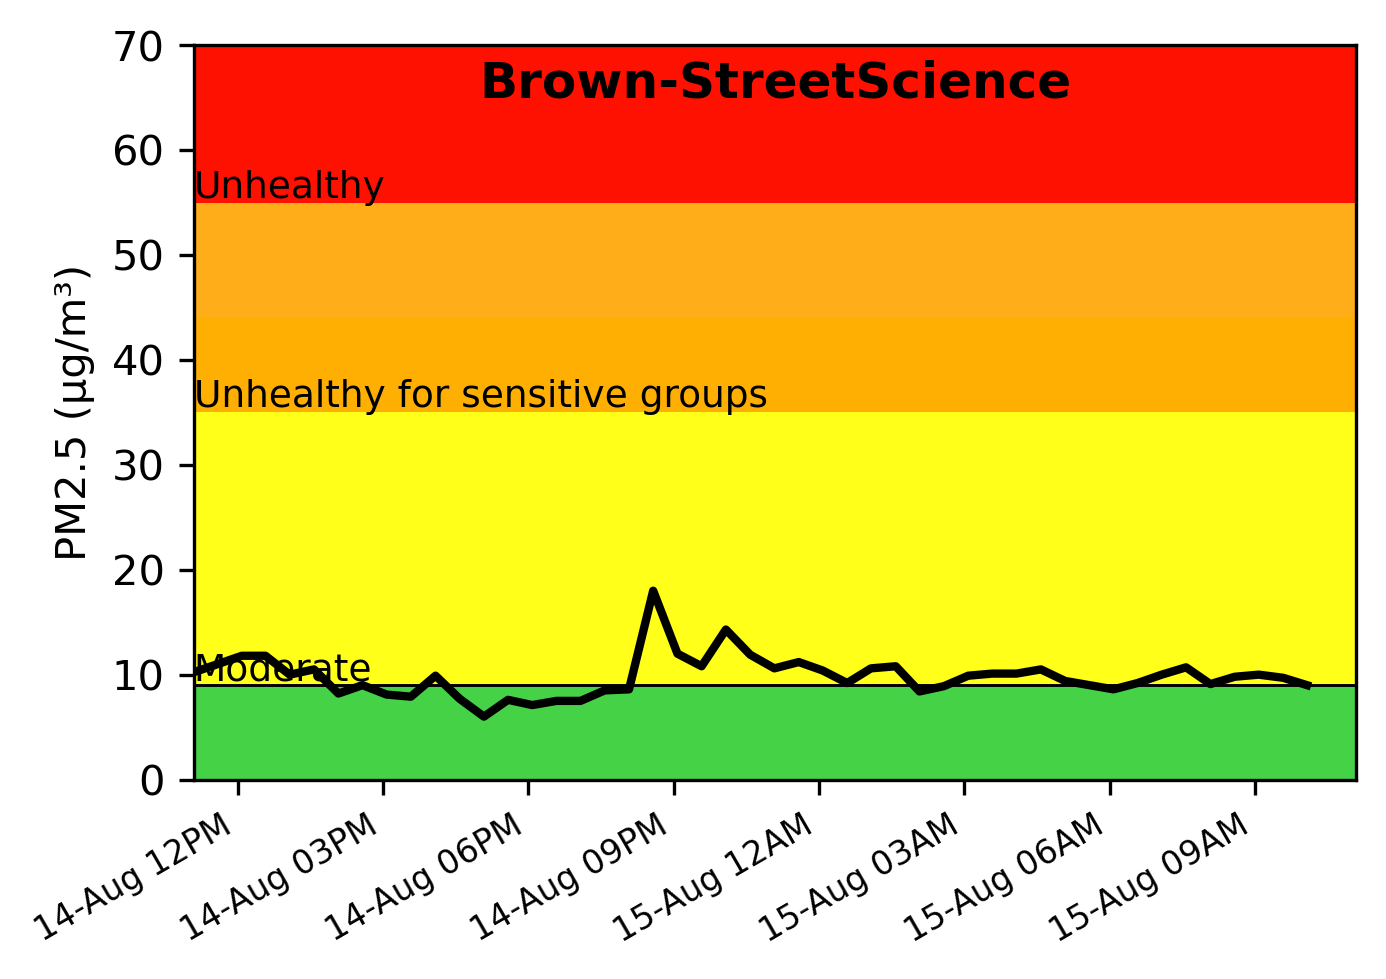 Brown-StreetScience
PM2.5 (µg/m³)
70
60
50
40
30
20
10
0
Unhealthy
Unhealthy for sensitive groups
Moderate
14-Aug 12PM
14-Aug 03PM
14-Aug 06PM
14-Aug 09PM
15-Aug 12AM
15-Aug 03AM
15-Aug 06AM
15-Aug 09AM